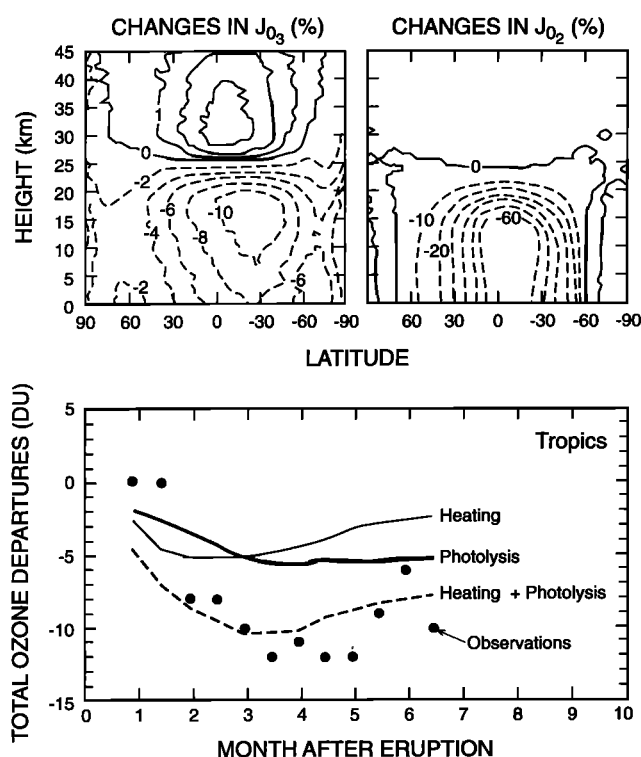 CHANGES IN J O3 (%)
CHANGES IN J O2 (%)
HEIGHT (km)
45
40
35
30
25
20
15
10
5
0
1
0
-2
-6
-10
-4
-8
-2
-6
0
-10
-60
-20
90 60 30 0 -30 -60 -90
60 30 0 -30 -60 -90
LATITUDE
TOTAL OZONE DEPARTURES (DU)
5
0
-5
-10
-15
Tropics
Heating
Photolysis
Heating + Photolysis
Observations
0 1 2 3 4 5 6 7 8 9 10
MONTH AFTER ERUPTION